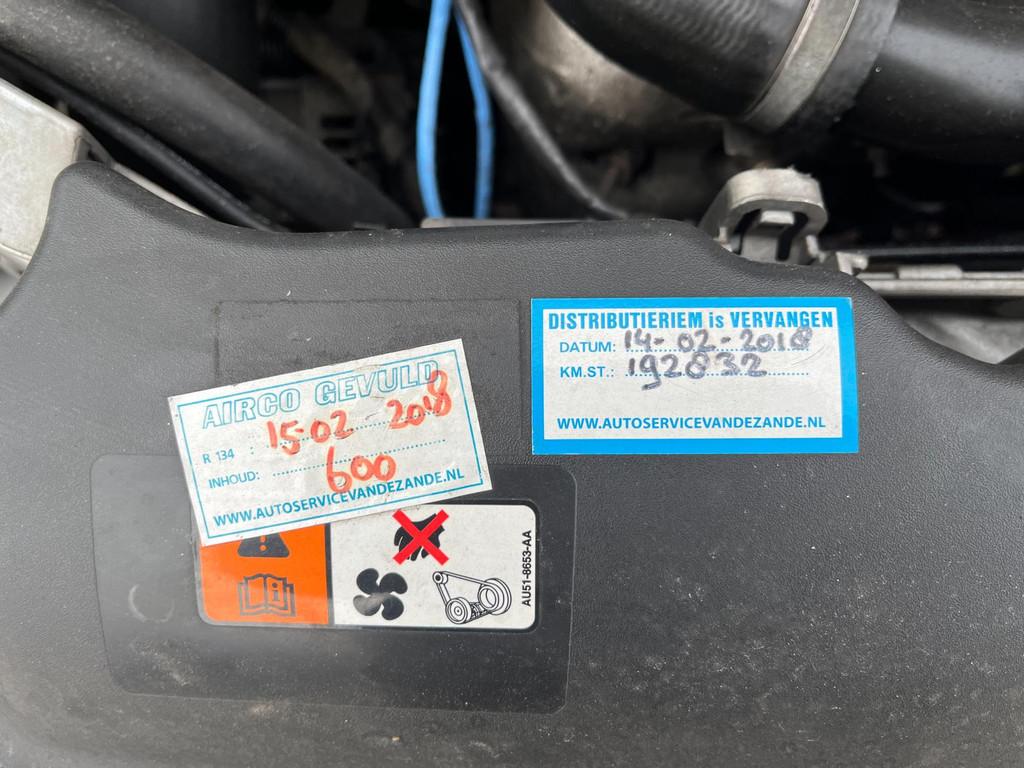 DISTRIBUTIERIEM is VERVANGEN
DATUM: 14-02-2018
KM.ST.: 192832
WWW.AUTOSERVICEVANDEZANDE.NL
AIRCO GEVULD
R 134 : 15-02 2018
INHOUD: 600
WWW.AUTOSERVICEVANDEZANDE.NL
AU51-8653-AA